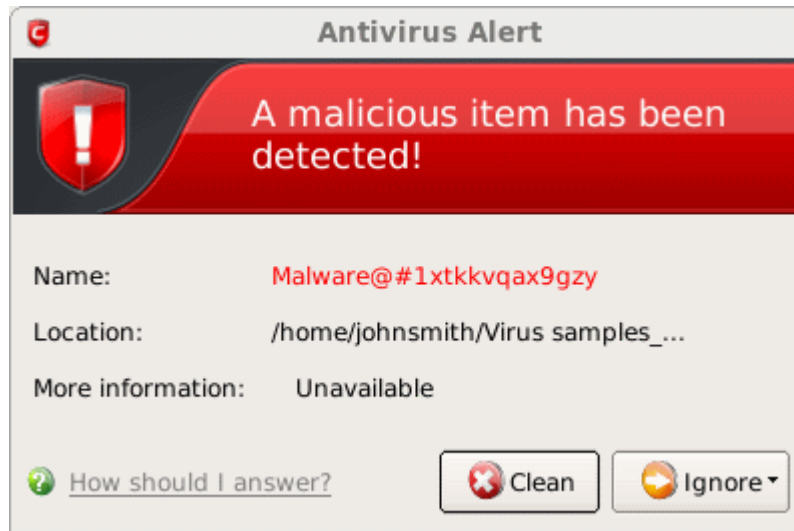 Antivirus Alert
A malicious item has been
detected!
Name: Malware@#1xtkkvqax9gzy
Location: /home/johnsmith/Virus samples_...
More information: Unavailable
How should I answer? Clean Ignore